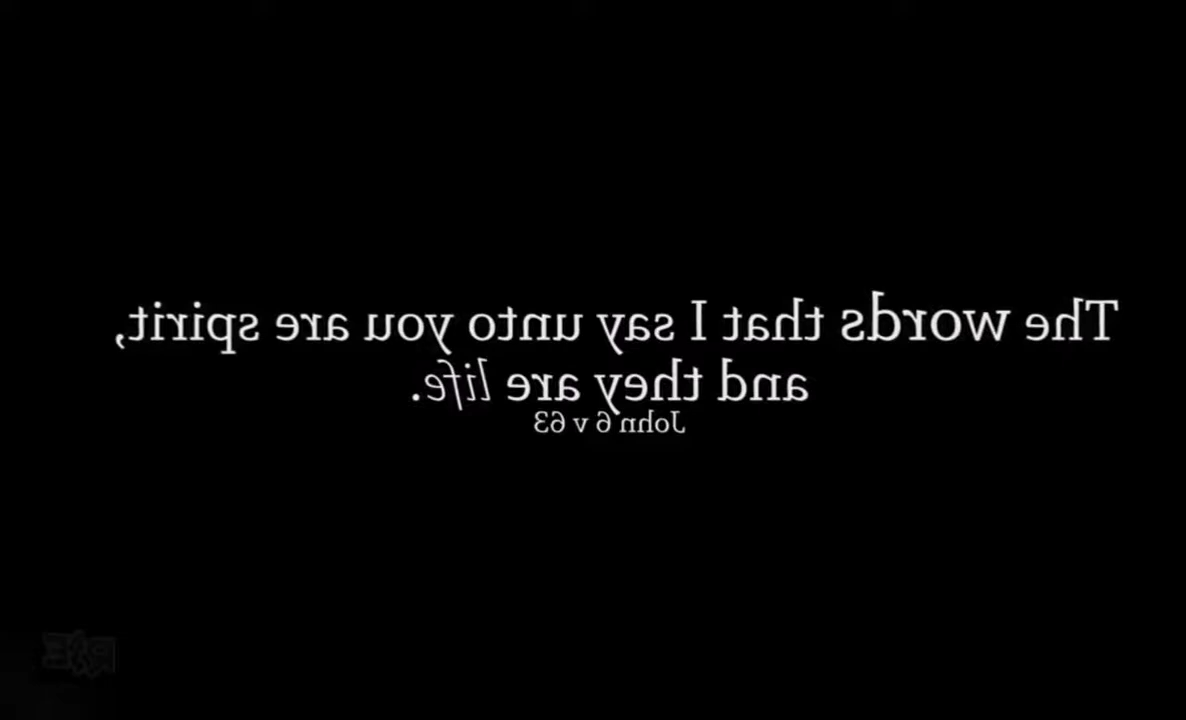 The words that I say unto you are spirit,
and they are life.
John 6 v 63